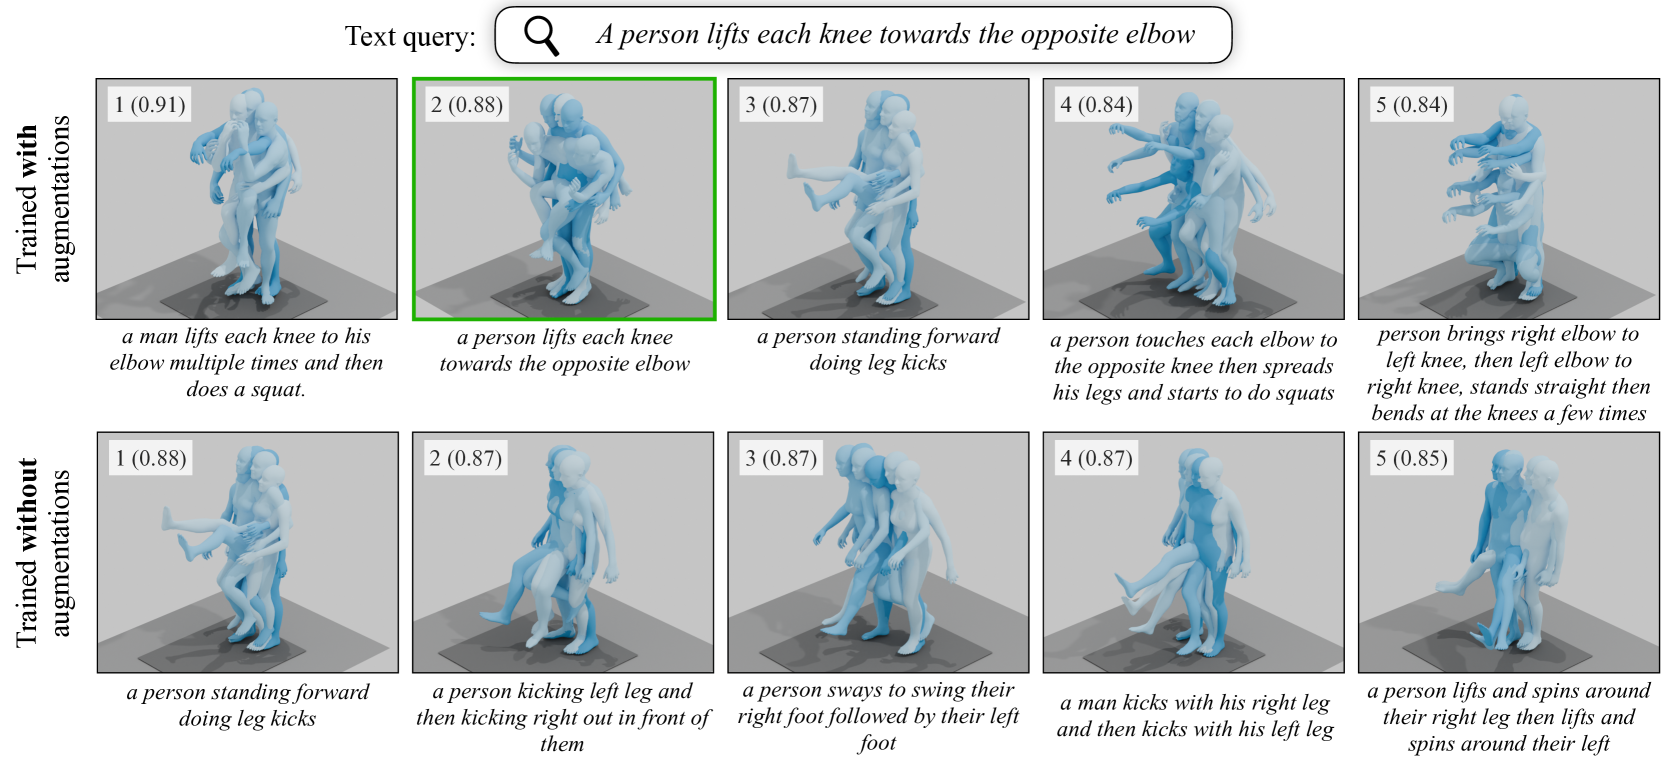 Text query: A person lifts each knee towards the opposite elbow
Trained with
augmentations
1 (0.91)
2 (0.88)
3 (0.87)
4 (0.84)
5 (0.84)
a man lifts each knee to his
elbow multiple times and then
does a squat.
a person lifts each knee
towards the opposite elbow
a person standing forward
doing leg kicks
a person touches each elbow to
the opposite knee then spreads
his legs and starts to do squats
person brings right elbow to
left knee, then left elbow to
right knee, stands straight then
bends at the knees a few times
Trained without
augmentations
1 (0.88)
2 (0.87)
3 (0.87)
4 (0.87)
5 (0.85)
a person standing forward
doing leg kicks
a person kicking left leg and
then kicking right out in front of
them
a person sways to swing their
right foot followed by their left
foot
a man kicks with his right leg
and then kicks with his left leg
a person lifts and spins around
their right leg then lifts and
spins around their left